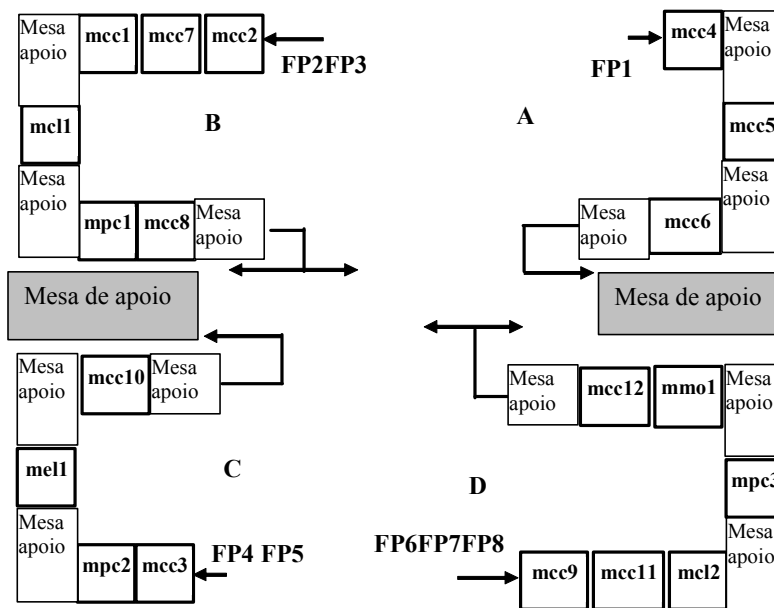 Mesa apoio
mcc1
mcc7
mcc2
FP2FP3
mcl1
B
Mesa apoio
mpc1
mcc8
Mesa apoio
mcc4
Mesa apoio
FP1
A
mcc5
Mesa apoio
mcc6
Mesa apoio
Mesa de apoio
Mesa de apoio
Mesa apoio
mcc10
Mesa apoio
mel1
C
Mesa apoio
mpc2
mcc3
FP4 FP5
Mesa apoio
mcc12
mmo1
Mesa apoio
D
mpc3
FP6FP7FP8
mcc9
mcc11
mcl2
Mesa apoio